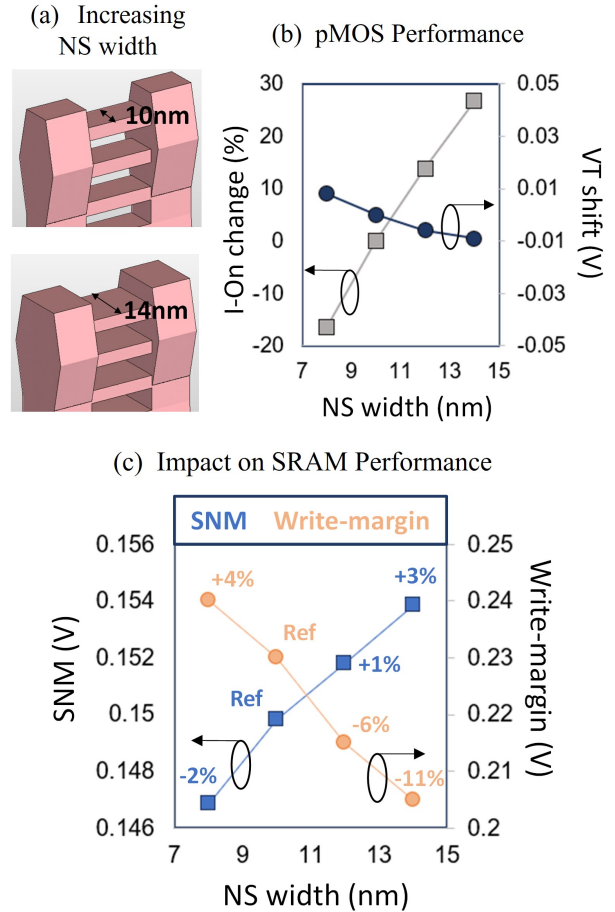 (a) Increasing
NS width
10nm
14nm
(b) pMOS Performance
30
20
10
0
-10
-20
I-On change (%)
0.05
0.03
0.01
-0.01
-0.03
-0.05
VT shift (V)
7 9 11 13 15
NS width (nm)
(c) Impact on SRAM Performance
SNM Write-margin
0.156
0.154
0.152
0.15
0.148
0.146
SNM (V)
0.25
0.24
0.23
0.22
0.21
0.2
Write-margin (V)
+4%
+3%
Ref
+1%
Ref
-6%
-2%
-11%
7 9 11 13 15
NS width (nm)